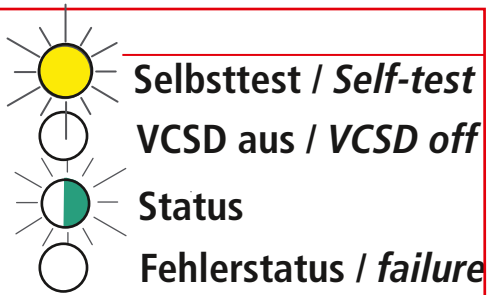 Selbsttest / Self-test
VCSD aus / VCSD off
Status
Fehlerstatus / failure